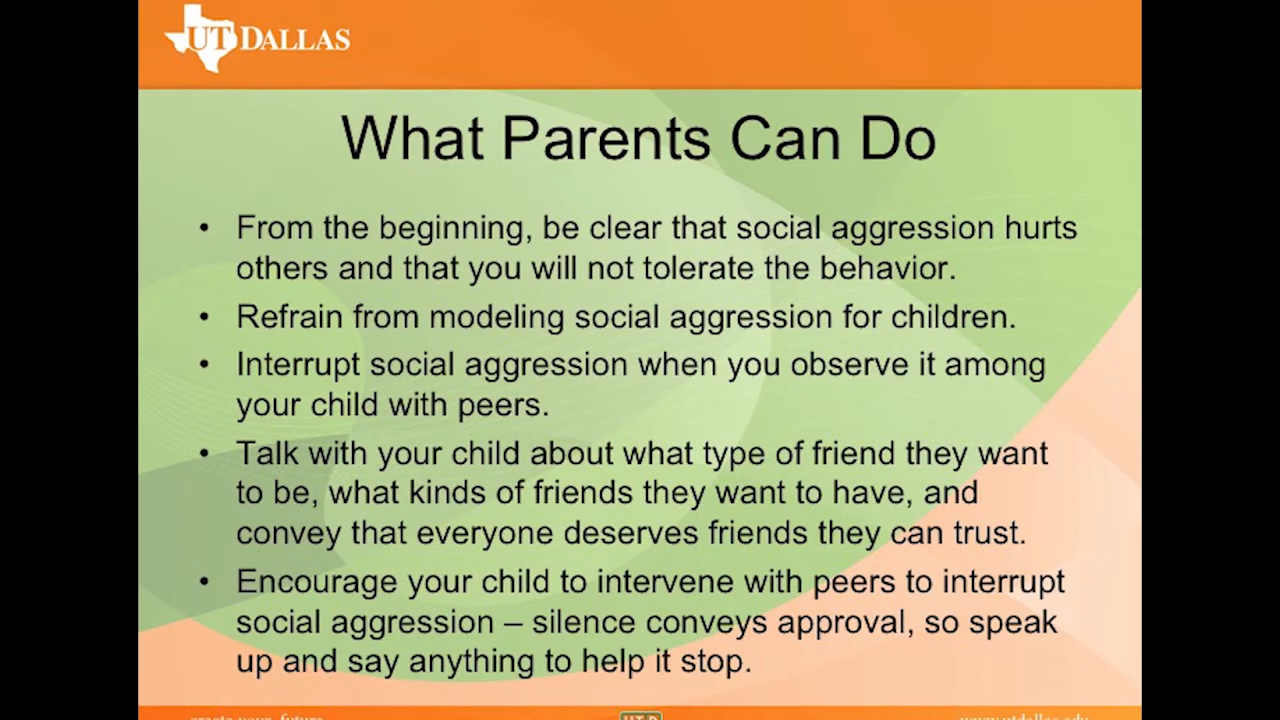 UT DALLAS
What Parents Can Do
• From the beginning, be clear that social aggression hurts
others and that you will not tolerate the behavior.
• Refrain from modeling social aggression for children.
• Interrupt social aggression when you observe it among
your child with peers.
• Talk with your child about what type of friend they want
to be, what kinds of friends they want to have, and
convey that everyone deserves friends they can trust.
• Encourage your child to intervene with peers to interrupt
social aggression – silence conveys approval, so speak
up and say anything to help it stop.